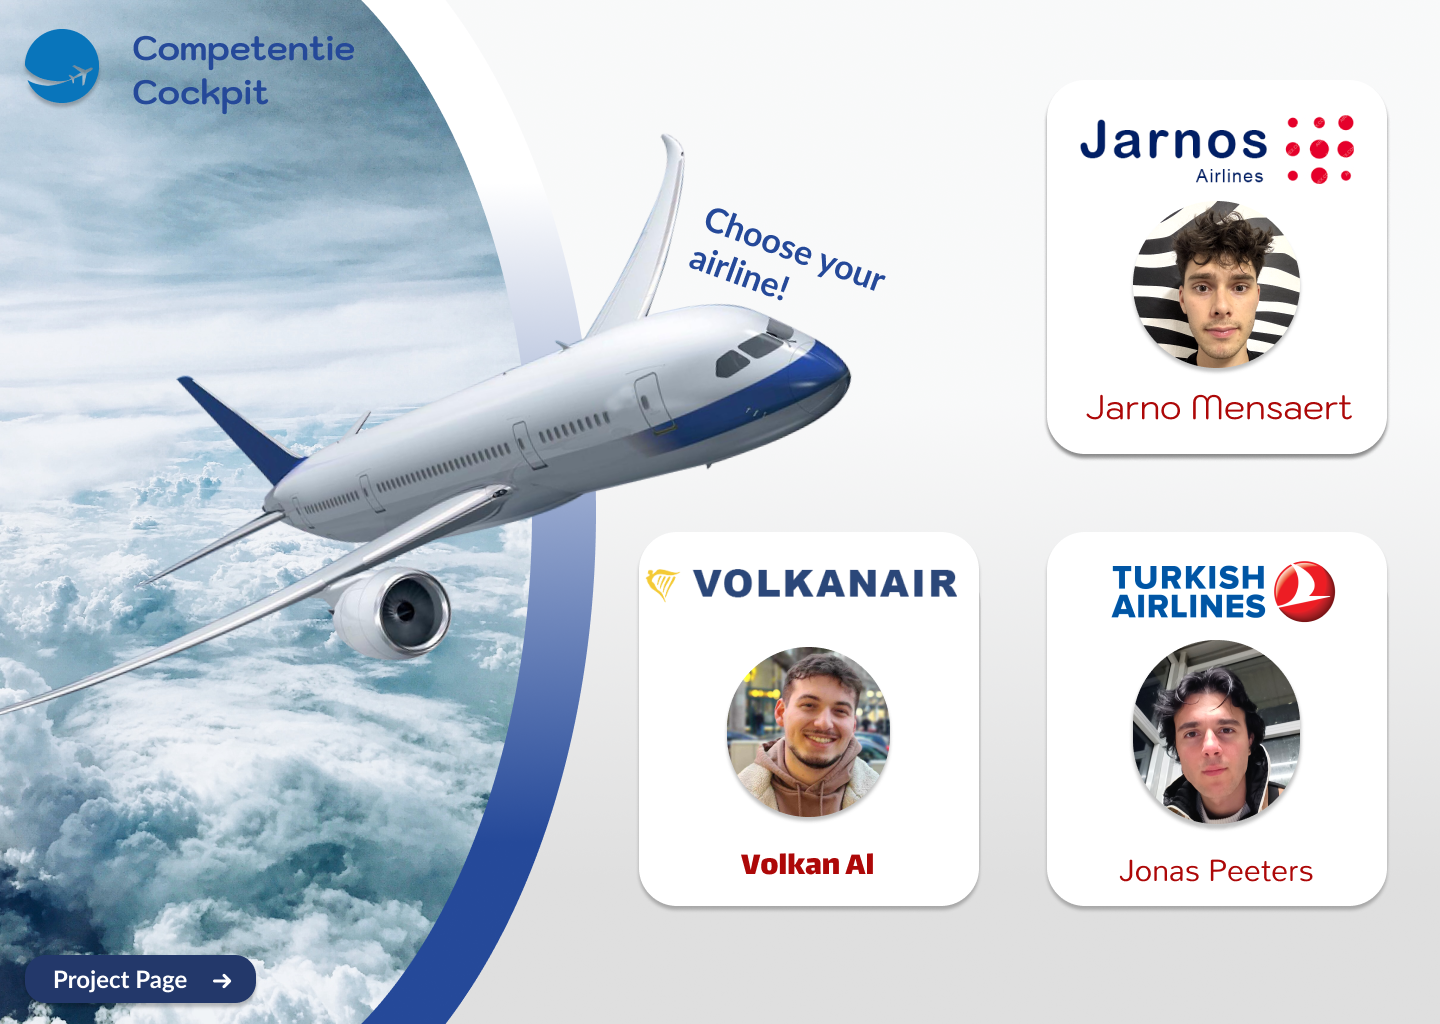 Competentie
Cockpit
Choose your
airline!
Jarnos
Airlines
Jarno Mensaert
VOLKANAIR
Volkan Al
TURKISH
AIRLINES
Jonas Peeters
Project Page →